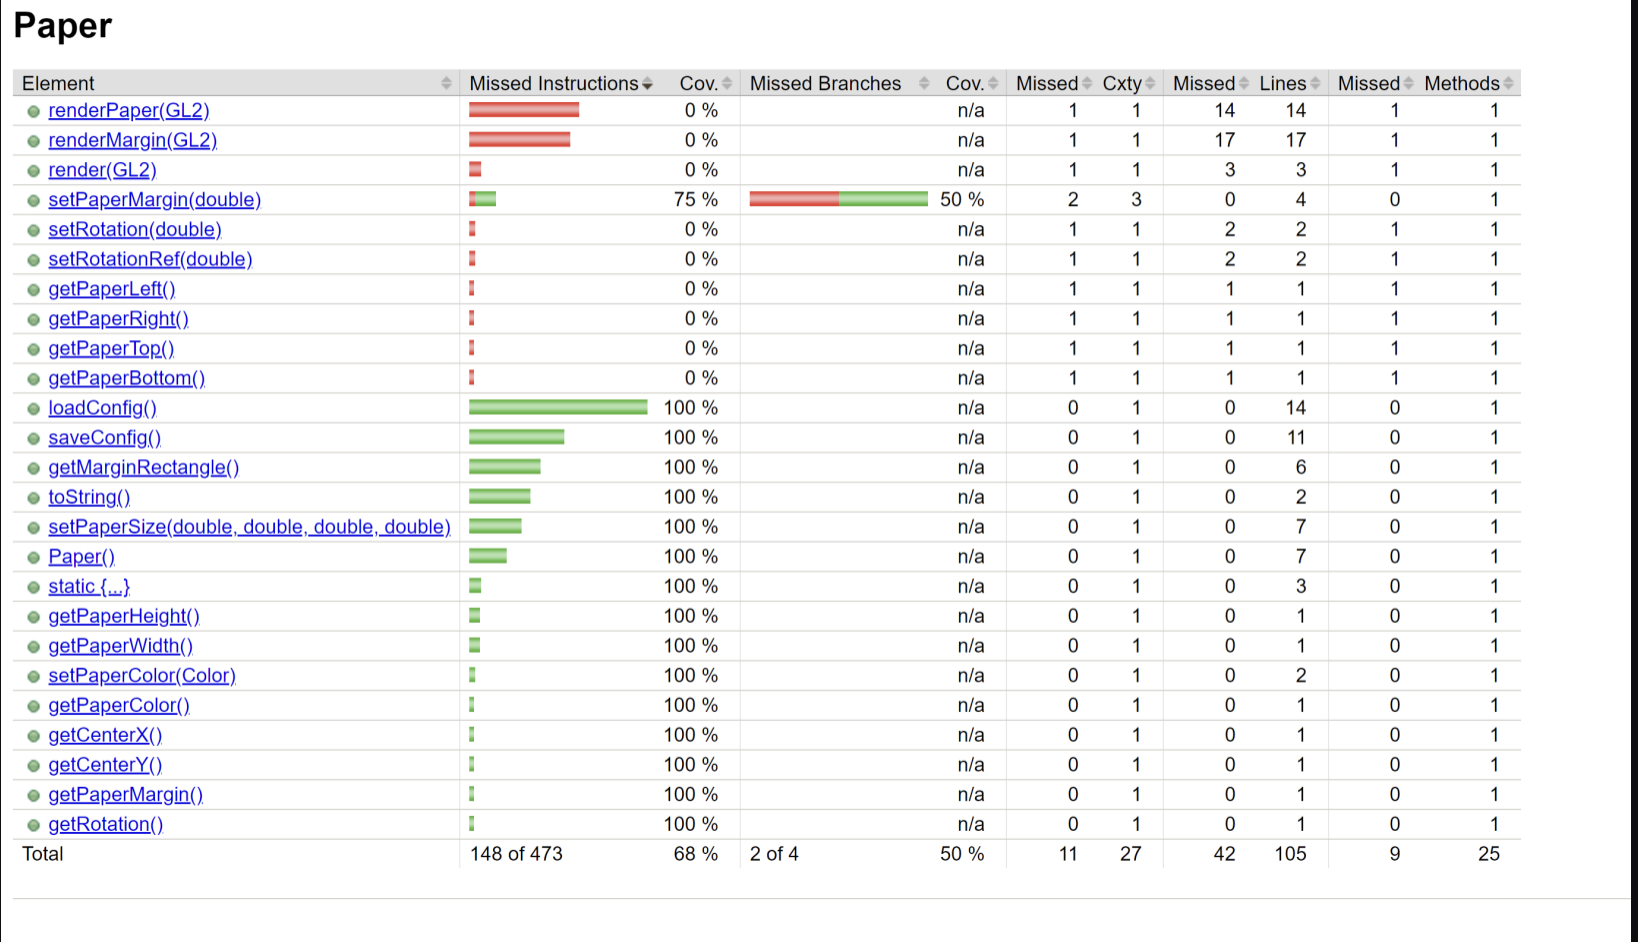 Paper
Element Missed Instructions Cov. Missed Branches Cov. Missed Cxty Missed Lines Missed Methods
renderPaper(GL2) 0 % n/a 1 1 14 14 1 1
renderMargin(GL2) 0 % n/a 1 1 17 17 1 1
render(GL2) 0 % n/a 1 1 3 3 1 1
setPaperMargin(double) 75 % 50 % 2 3 0 4 0 1
setRotation(double) 0 % n/a 1 1 2 2 1 1
setRotationRef(double) 0 % n/a 1 1 2 2 1 1
getPaperLeft() 0 % n/a 1 1 1 1 1 1
getPaperRight() 0 % n/a 1 1 1 1 1 1
getPaperTop() 0 % n/a 1 1 1 1 1 1
getPaperBottom() 0 % n/a 1 1 1 1 1 1
loadConfig() 100 % n/a 0 1 0 14 0 1
saveConfig() 100 % n/a 0 1 0 11 0 1
getMarginRectangle() 100 % n/a 0 1 0 6 0 1
toString() 100 % n/a 0 1 0 2 0 1
setPaperSize(double, double, double, double) 100 % n/a 0 1 0 7 0 1
Paper() 100 % n/a 0 1 0 7 0 1
static {...} 100 % n/a 0 1 0 3 0 1
getPaperHeight() 100 % n/a 0 1 0 1 0 1
getPaperWidth() 100 % n/a 0 1 0 1 0 1
setPaperColor(Color) 100 % n/a 0 1 0 2 0 1
getPaperColor() 100 % n/a 0 1 0 1 0 1
getCenterX() 100 % n/a 0 1 0 1 0 1
getCenterY() 100 % n/a 0 1 0 1 0 1
getPaperMargin() 100 % n/a 0 1 0 1 0 1
getRotation() 100 % n/a 0 1 0 1 0 1
Total 148 of 473 68 % 2 of 4 50 % 11 27 42 105 9 25